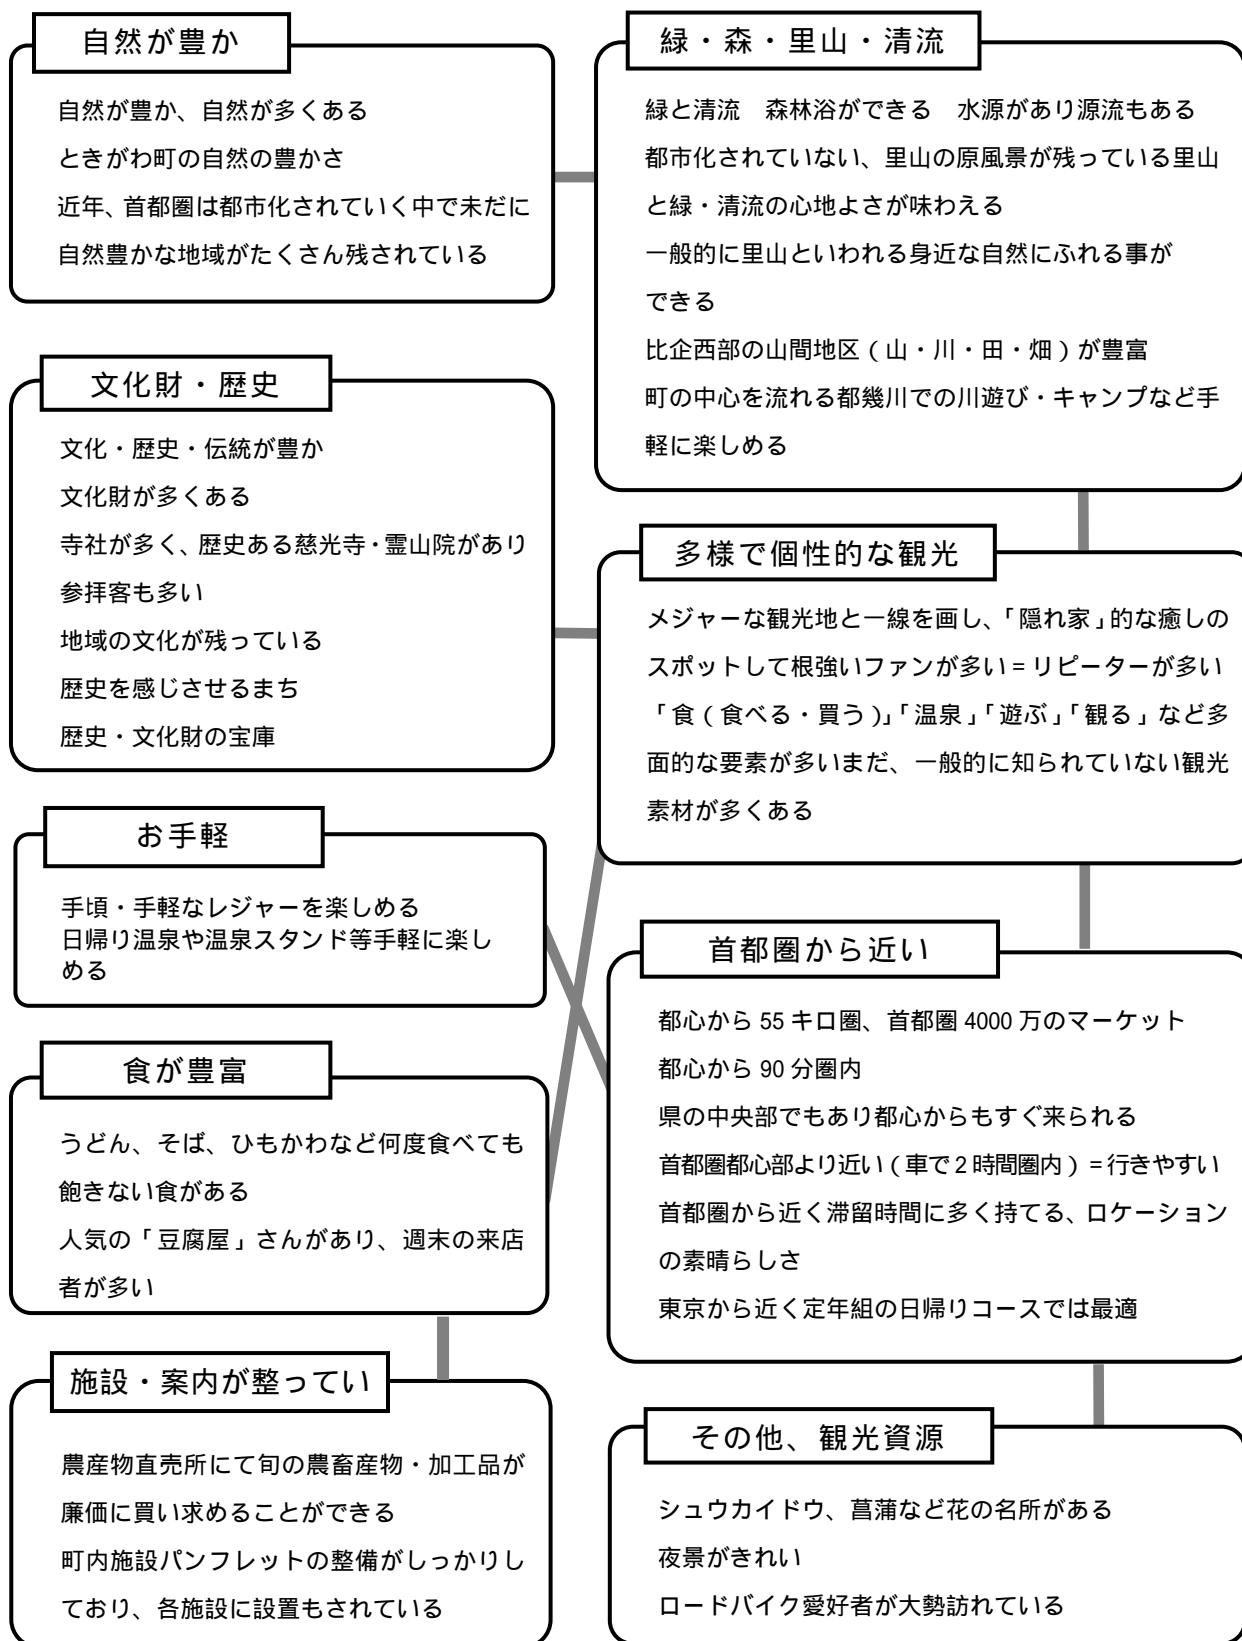 自然が豊か
自然が豊か、自然が多くある
ときがわ町の自然の豊かさ
近年、首都圏は都市化されていく中で未だに
自然豊かな地域がたくさん残されている
緑・森・里山・清流
緑と清流　森林浴ができる　水源があり源流もある
都市化されていない、里山の原風景が残っている里山
と緑・清流の心地よさが味わえる
一般的に里山といわれる身近な自然にふれる事が
できる
比企西部の山間地区（山・川・田・畑）が豊富
町の中心を流れる都幾川での川遊び・キャンプなど手
軽に楽しめる
文化財・歴史
文化・歴史・伝統が豊か
文化財が多くある
寺社が多く、歴史ある慈光寺・霊山院があり
参拝客も多い
地域の文化が残っている
歴史を感じさせるまち
歴史・文化財の宝庫
多様で個性的な観光
メジャーな観光地と一線を画し、「隠れ家」的な癒しの
スポットして根強いファンが多い＝リピーターが多い
「食（食べる・買う）」「温泉」「遊ぶ」「観る」など多
面的な要素が多いまだ、一般的に知られていない観光
素材が多くある
お手軽
手頃・手軽なレジャーを楽しめる
日帰り温泉や温泉スタンド等手軽に楽し
める
首都圏から近い
都心から 55 キロ圏、首都圏 4000 万のマーケット
都心から 90 分圏内
県の中央部でもあり都心からもすぐ来られる
首都圏都心部より近い（車で２時間圏内）＝行きやすい
首都圏から近く滞留時間に多く持てる、ロケーション
の素晴らしさ
東京から近く定年組の日帰りコースでは最適
食が豊富
うどん、そば、ひもかわなど何度食べても
飽きない食がある
人気の「豆腐屋」さんがあり、週末の来店
者が多い
施設・案内が整ってい
農産物直売所にて旬の農畜産物・加工品が
廉価に買い求めることができる
町内施設パンフレットの整備がしっかりし
ており、各施設に設置もされている
その他、観光資源
シュウカイドウ、菖蒲など花の名所がある
夜景がきれい
ロードバイク愛好者が大勢訪れている